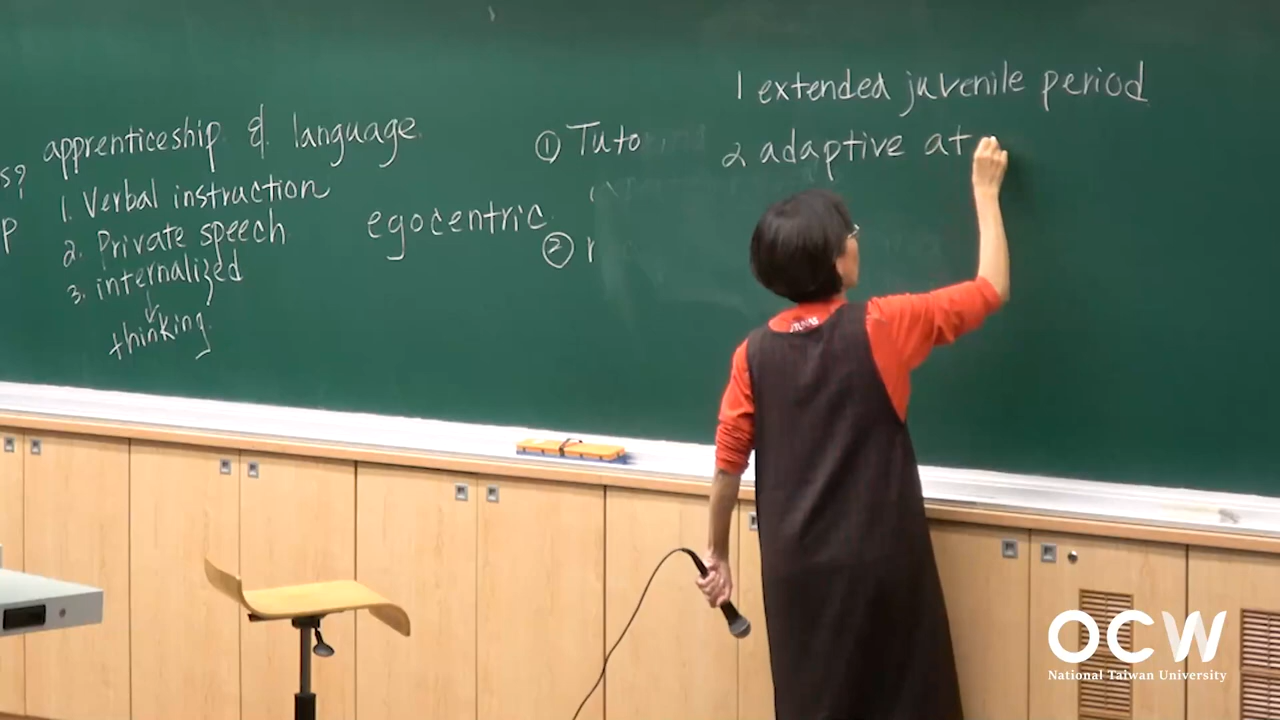 s?
p
apprenticeship & language
1. Verbal instruction
2. Private speech
3. internalized
↓
thinking
egocentric
① Tuto
②
1 extended juvenile period
2 adaptive at
OCW
National Taiwan University